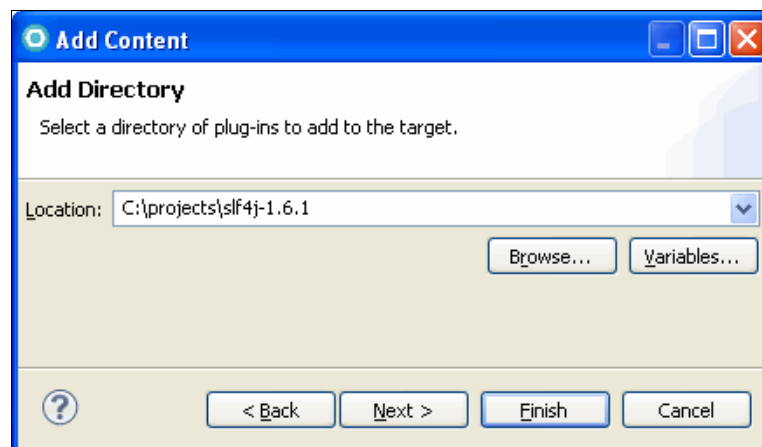 Add Content
Add Directory
Select a directory of plug-ins to add to the target.
Location: C:\projects\slf4j-1.6.1
Browse... Variables...
? < Back Next > Finish Cancel